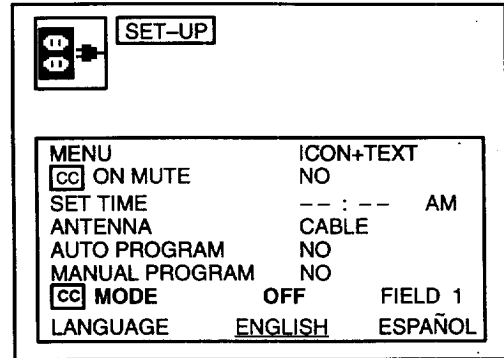 SET–UP
MENU ICON+TEXT
CC ON MUTE NO
SET TIME – – : – – AM
ANTENNA CABLE
AUTO PROGRAM NO
MANUAL PROGRAM NO
CC MODE OFF FIELD 1
LANGUAGE ENGLISH ESPAÑOL